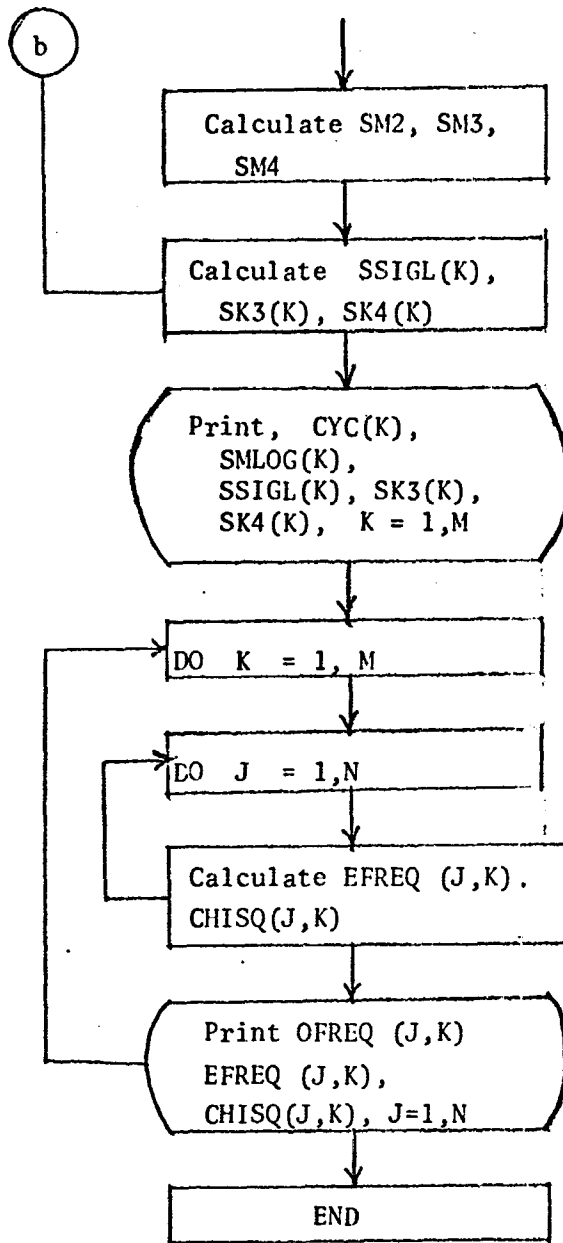 b
Calculate SM2, SM3,
SM4
Calculate SSIGL(K),
SK3(K), SK4(K)
Print, CYC(K),
SMLOG(K),
SSIGL(K), SK3(K),
SK4(K), K = 1,M
DO K = 1, M
DO J = 1,N
Calculate EFREQ (J,K).
CHISQ(J,K)
Print OFREQ (J,K)
EFREQ (J,K),
CHISQ(J,K), J=1,N
END